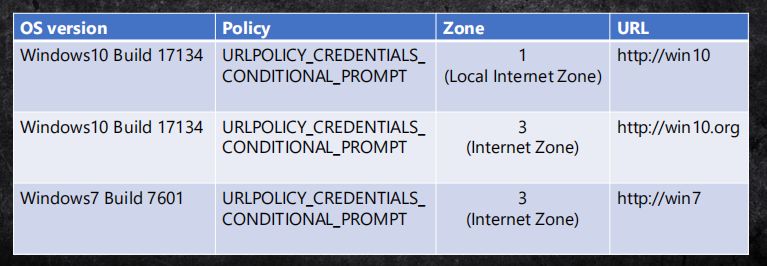 OS version Policy Zone URL
Windows10 Build 17134 URLPOLICY_CREDENTIALS_ 1 http://win10
CONDITIONAL_PROMPT (Local Internet Zone)
Windows10 Build 17134 URLPOLICY_CREDENTIALS_ 3 http://win10.org
CONDITIONAL_PROMPT (Internet Zone)
Windows7 Build 7601 URLPOLICY_CREDENTIALS_ 3 http://win7
CONDITIONAL_PROMPT (Internet Zone)